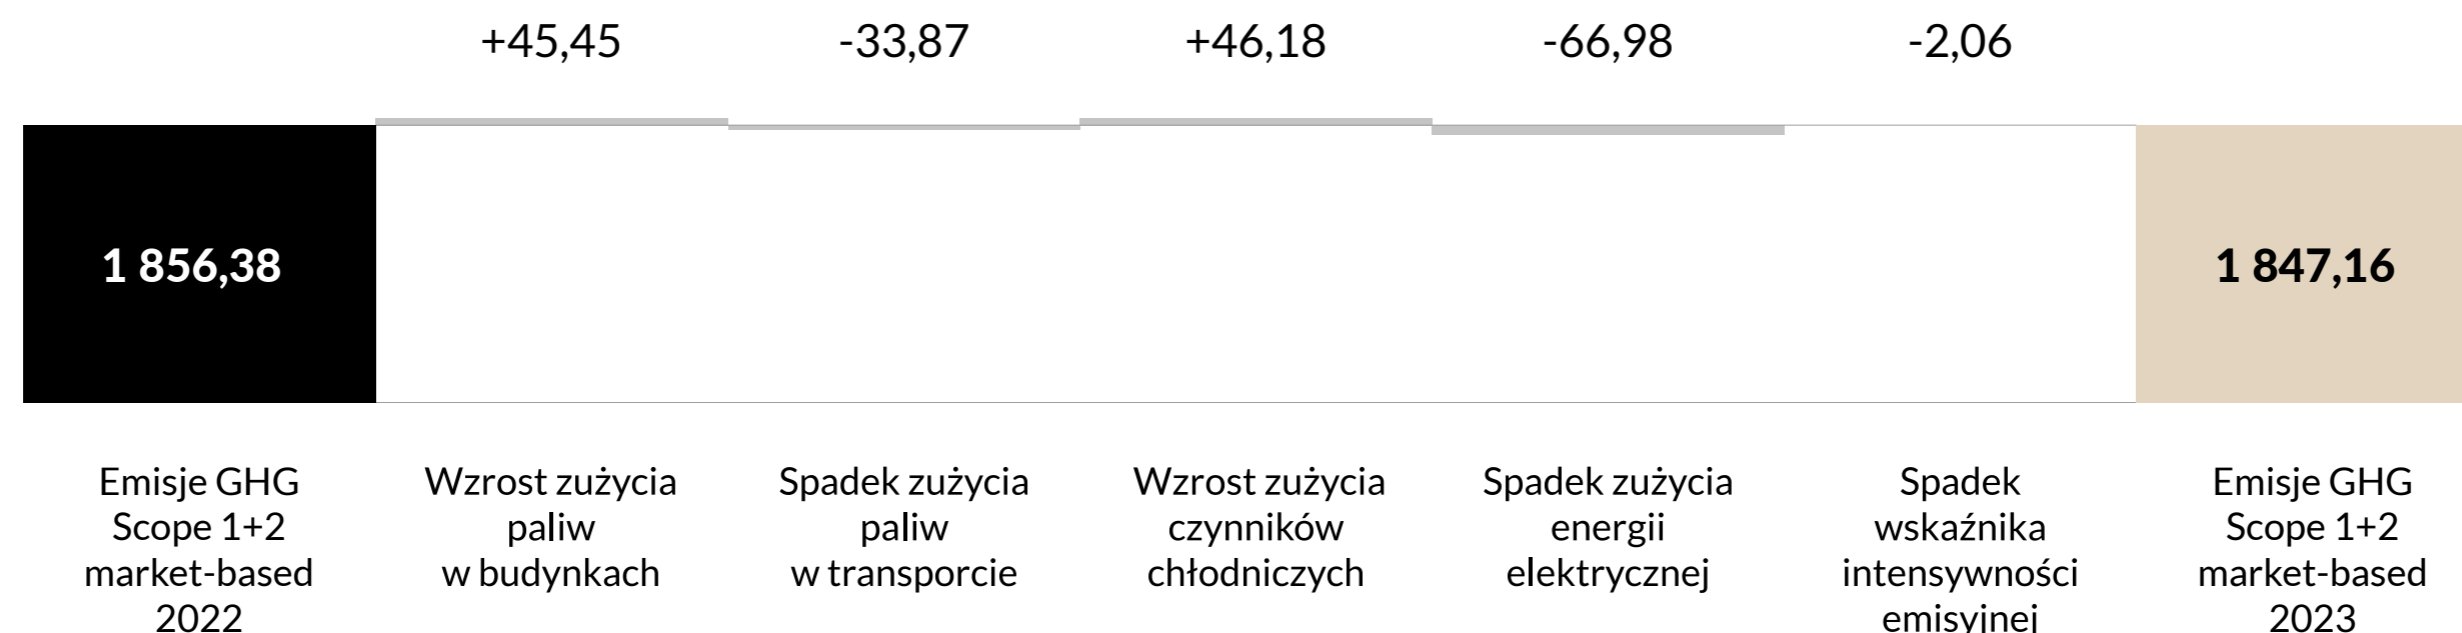 +45,45
-33,87
+46,18
-66,98
-2,06
1 856,38
1 847,16
Emisje GHG
Scope 1+2
market-based
2022
Wzrost zużycia
paliw
w budynkach
Spadek zużycia
paliw
w transporcie
Wzrost zużycia
czynników
chłodniczych
Spadek zużycia
energii
elektrycznej
Spadek
wskaźnika
intensywności
emisyjnej
Emisje GHG
Scope 1+2
market-based
2023